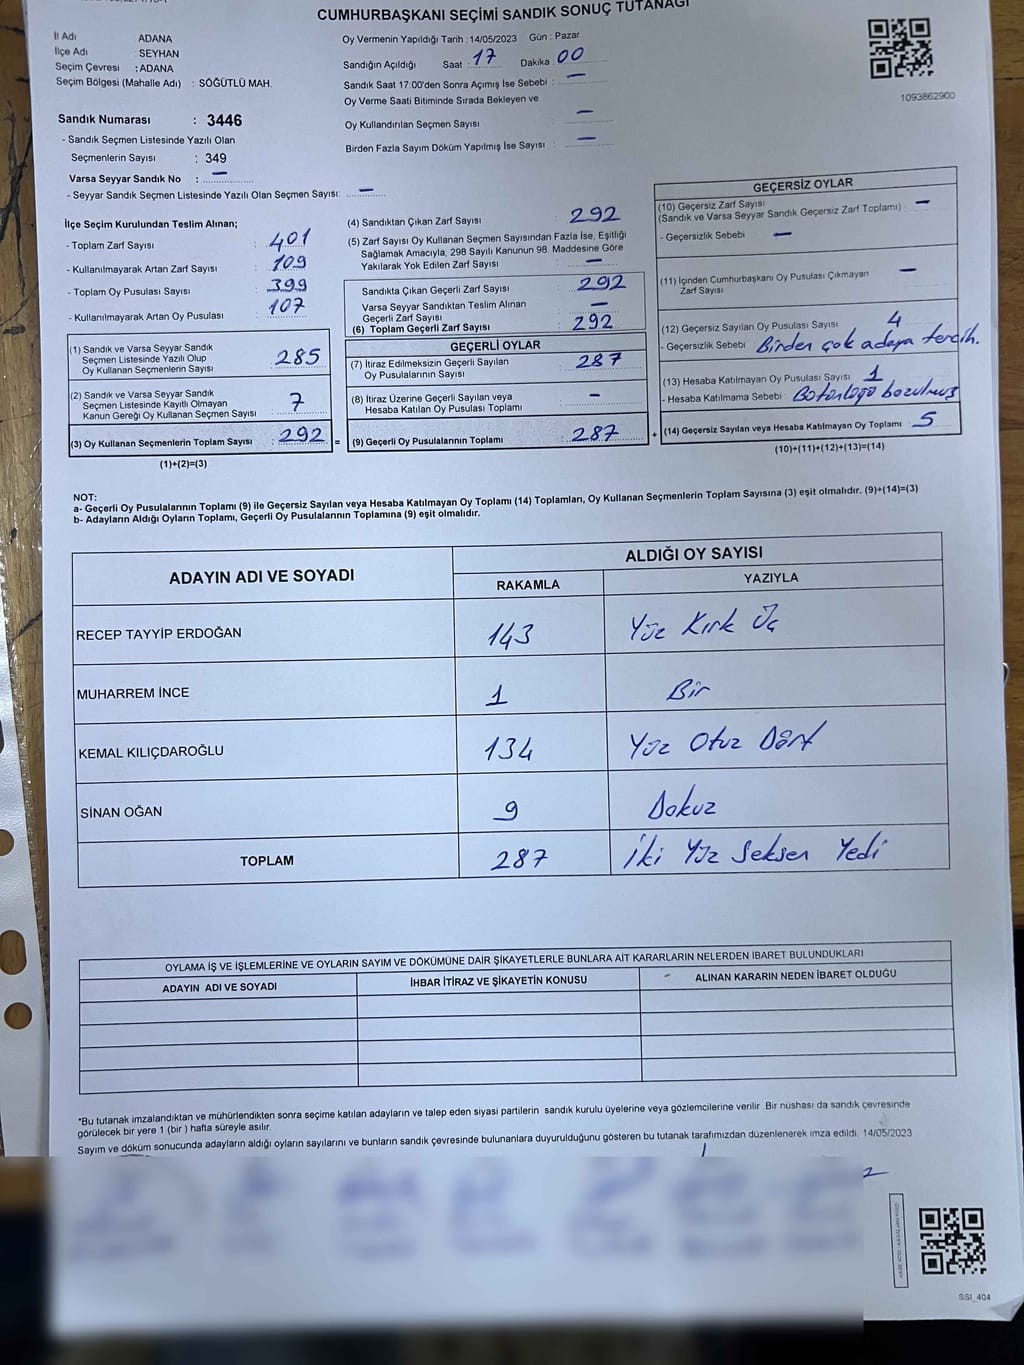 CUMHURBAŞKANI SEÇİMİ SANDIK SONUÇ TUTANAĞI
İl Adı ADANA
İlçe Adı : SEYHAN
Seçim Çevresi : ADANA
Seçim Bölgesi (Mahalle Adı) : SÖĞÜTLÜ MAH.
Oy Vermenin Yapıldığı Tarih : 14/05/2023 Gün : Pazar
Sandığın Açıldığı Saat : 17 Dakika 00
Sandık Saat 17:00'den Sonra Açımış İse Sebebi : —
Oy Verme Saati Bitiminde Sırada Bekleyen ve
Oy Kullandırılan Seçmen Sayısı : —
Birden Fazla Sayım Döküm Yapılmış İse Sayısı : —
1093862900
Sandık Numarası : 3446
- Sandık Seçmen Listesinde Yazılı Olan
Seçmenlerin Sayısı : 349
Varsa Seyyar Sandık No : —
- Seyyar Sandık Seçmen Listesinde Yazılı Olan Seçmen Sayısı: —
İlçe Seçim Kurulundan Teslim Alınan;
- Toplam Zarf Sayısı : 401
- Kullanılmayarak Artan Zarf Sayısı : 109
- Toplam Oy Pusulası Sayısı : 399
- Kullanılmayarak Artan Oy Pusulası : 107
(1) Sandık ve Varsa Seyyar Sandık
Seçmen Listesinde Yazılı Olup
Oy Kullanan Seçmenlerin Sayısı : 285
(2) Sandık ve Varsa Seyyar Sandık
Seçmen Listesinde Kayıtlı Olmayan
Kanun Gereği Oy Kullanan Seçmen Sayısı : 7
(3) Oy Kullanan Seçmenlerin Toplam Sayısı : 292 =
(1)+(2)=(3)
(4) Sandıktan Çıkan Zarf Sayısı : 292
(5) Zarf Sayısı Oy Kullanan Seçmen Sayısından Fazla İse, Eşitliği
Sağlamak Amacıyla, 298 Sayılı Kanunun 98. Maddesine Göre
Yakılarak Yok Edilen Zarf Sayısı : —
Sandıkta Çıkan Geçerli Zarf Sayısı : 292
Varsa Seyyar Sandıktan Teslim Alınan
Geçerli Zarf Sayısı : —
(6) Toplam Geçerli Zarf Sayısı : 292
GEÇERLİ OYLAR
(7) İtiraz Edilmeksizin Geçerli Sayılan
Oy Pusulalarının Sayısı : 287
(8) İtiraz Üzerine Geçerli Sayılan veya
Hesaba Katılan Oy Pusulası Toplamı : —
(9) Geçerli Oy Pusulalarının Toplamı : 287 +
GEÇERSİZ OYLAR
(10) Geçersiz Zarf Sayısı
(Sandık ve Varsa Seyyar Sandık Geçersiz Zarf Toplamı) : —
- Geçersizlik Sebebi : —
(11) İçinden Cumhurbaşkanı Oy Pusulası Çıkmayan
Zarf Sayısı : —
(12) Geçersiz Sayılan Oy Pusulası Sayısı : 4
- Geçersizlik Sebebi : Birden çok adaya tercih.
(13) Hesaba Katılmayan Oy Pusulası Sayısı : 1
- Hesaba Katılmama Sebebi : bozulmuş
(14) Geçersiz Sayılan veya Hesaba Katılmayan Oy Toplamı 5
(10)+(11)+(12)+(13)=(14)
NOT:
a- Geçerli Oy Pusulalarının Toplamı (9) ile Geçersiz Sayılan veya Hesaba Katılmayan Oy Toplamı (14) Toplamları, Oy Kullanan Seçmenlerin Toplam Sayısına (3) eşit olmalıdır. (9)+(14)=(3)
b- Adayların Aldığı Oyların Toplamı, Geçerli Oy Pusulalarının Toplamına (9) eşit olmalıdır.
ADAYIN ADI VE SOYADI
ALDIĞI OY SAYISI
RAKAMLA YAZIYLA
RECEP TAYYİP ERDOĞAN 143 Yüz Kırk Üç
MUHARREM İNCE 1 Bir
KEMAL KILIÇDAROĞLU 134 Yüz Otuz Dört
SİNAN OĞAN 9 Dokuz
TOPLAM 287 İki Yüz Seksen Yedi
OYLAMA İŞ VE İŞLEMLERİNE VE OYLARIN SAYIM VE DÖKÜMÜNE DAİR ŞİKAYETLERLE BUNLARA AİT KARARLARIN NELERDEN İBARET BULUNDUKLARI
ADAYIN ADI VE SOYADI İHBAR İTİRAZ VE ŞİKAYETİN KONUSU ALINAN KARARIN NEDEN İBARET OLDUĞU
*Bu tutanak imzalandıktan ve mühürlendikten sonra seçime katılan adayların ve talep eden siyasi partilerin sandık kurulu üyelerine veya gözlemcilerine verilir. Bir nüshası da sandık çevresinde
görülecek bir yere 1 (bir ) hafta süreyle asılır.
Sayım ve döküm sonucunda adayların aldığı oyların sayılarını ve bunların sandık çevresinde bulunanlara duyurulduğunu gösteren bu tutanak tarafımızdan düzenlenerek imza edildi. 14/05/2023
SSI_404